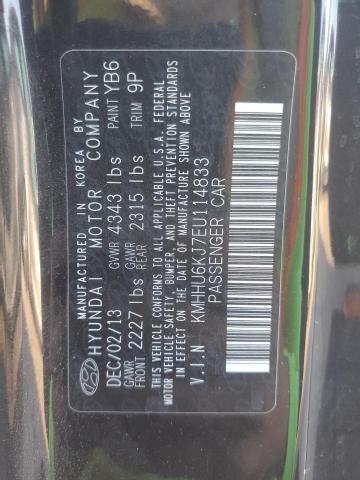 MANUFACTURED IN KOREA BY
HYUNDAI MOTOR COMPANY
DEC/02/13 GVWR 4343 lbs PAINT YB6
GAWR FRONT 2227 lbs GAWR REAR 2315 lbs TRIM 9P
THIS VEHICLE CONFORMS TO ALL APPLICABLE U.S.A. FEDERAL
MOTOR VEHICLE SAFETY, BUMPER, AND THEFT PREVENTION STANDARDS
IN EFFECT ON THE DATE OF MANUFACTURE SHOWN ABOVE
V.I.N KMHHU6KJ7EU114833
PASSENGER CAR